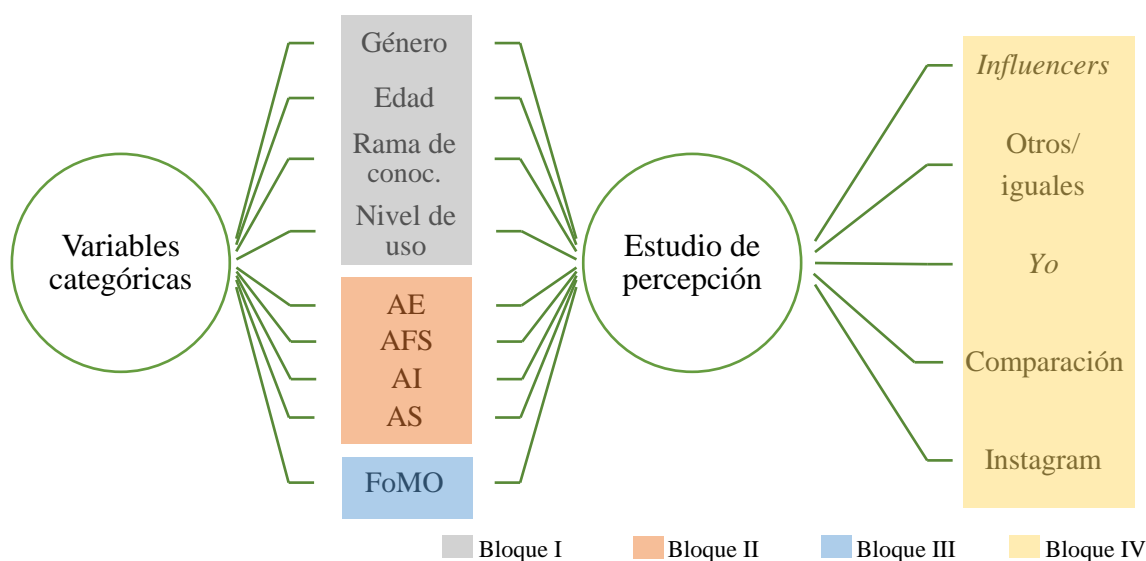 Variables
categóricas
Género
Edad
Rama de
conoc.
Nivel de
uso
AE
AFS
AI
AS
FoMO
Estudio de
percepción
Influencers
Otros/
iguales
Yo
Comparación
Instagram
Bloque I
Bloque II
Bloque III
Bloque IV